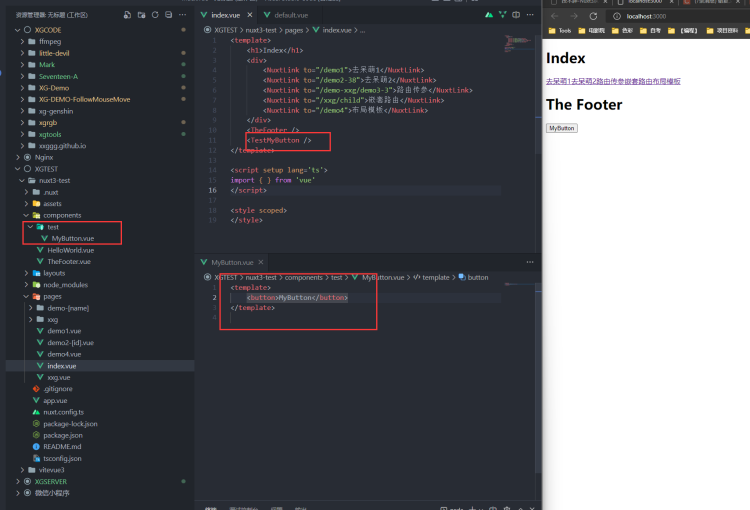 资源管理器: 无标题 (工作区)
XGCODE
ffmpeg
little-devil
Mark
Seventeen-A
XG-Demo
XG-DEMO-FollowMouseMove
xg-genshin
xgrgb
xgtools
xxggg.github.io
Nginx
XGTEST
nuxt3-test
.nuxt
assets
components
test
MyButton.vue
HelloWorld.vue
TheFooter.vue
layouts
node_modules
pages
demo-[name]
xxg
demo1.vue
demo2-[id].vue
demo4.vue
index.vue
xxg.vue
.gitignore
app.vue
nuxt.config.ts
package-lock.json
package.json
README.md
tsconfig.json
vitevue3
XGSERVER
微信小程序
index.vue
default.vue
XGTEST > nuxt3-test > pages > index.vue > ...
1 <template>
2 <h1>Index</h1>
3 <div>
4 <NuxtLink to="/demo1">去呆萌1</NuxtLink>
5 <NuxtLink to="/demo2-38">去呆萌2</NuxtLink>
6 <NuxtLink to="/demo-xxg/demo3-3">路由传参</NuxtLink>
7 <NuxtLink to="/xxg/child">嵌套路由</NuxtLink>
8 <NuxtLink to="/demo4">布局模板</NuxtLink>
9 </div>
10 <TheFooter />
11 <TestMyButton />
12 </template>
13
14 <script setup lang='ts'>
15 import { } from 'vue'
16 </script>
17
18 <style scoped>
19 </style>
MyButton.vue
XGTEST > nuxt3-test > components > test > MyButton.vue > template > button
1 <template>
2 <button>MyButton</button>
3 </template>
4
localhost:3000
localhost:3000
Tools
电影院
色彩
百考
【编程】
项目资料
Index
去呆萌1去呆萌2路由传参嵌套路由布局模板
The Footer
MyButton